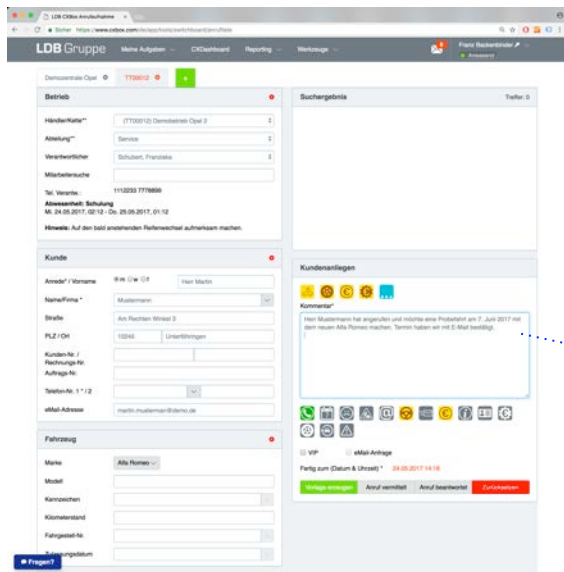 LDB CXBox Anrufaufnahme
Sicher https://www.cxbox.com/de/app/tools/switchboard/anrufliste
LDB Gruppe
Meine Aufgaben
CXDashboard
Reporting
Werkzeuge
Franz Beckenbinder
Anwesend
Demozentrale Opel
TT00012
+
Betrieb
Händler/Kette**
(TT00012) Demobetrieb Opel 2
Abteilung**
Service
Verantwortlicher
Schubert, Franziska
Mitarbeitersuche
Tel. Verantw.:
1112233 7778899
Abwesenheit: Schulung
Mi. 24.05.2017, 02:12 - Do. 25.05.2017, 01:12
Hinweis: Auf den bald anstehenden Reifenwechsel aufmerksam machen.
Kunde
Anrede* / Vorname
m w f
Herr Martin
Name/Firma *
Mustermann
Straße
Am Rechten Winkel 3
PLZ / Ort
10248
Unterföhringen
Kunden-Nr. /
Rechnungs-Nr.
Auftrags-Nr.
Telefon-Nr. 1 * / 2
eMail-Adresse
martin.musterman@demo.de
Fahrzeug
Marke
Alfa Romeo
Modell
Kennzeichen
Kilometerstand
Fahrgestell-Nr.
Zulassungsdatum
Fragen?
Suchergebnis
Treffer: 0
Kundenanliegen
Kommentar*
Herr Mustermann hat angerufen und möchte eine Probefahrt am 7. Juni 2017 mit
dem neuen Alfa Romeo machen. Termin haben wir mit E-Mail bestätigt.
VIP
eMail-Anfrage
Fertig zum (Datum & Uhrzeit) *
24.05.2017 14:18
Vorlage erzeugen
Anruf vermittelt
Anruf beantwortet
Zurücksetzen